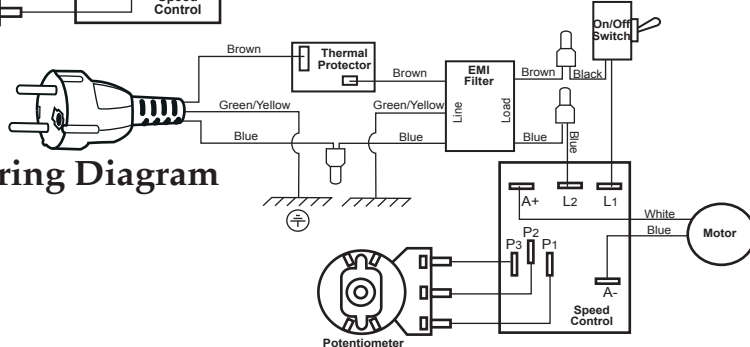 Speed
Control
On/Off
Switch
Brown
Thermal
Protector
Brown
EMI
Filter
Brown
Black
Green/Yellow
Green/Yellow
Line
Load
Blue
Blue
Blue
Blue
ring Diagram
A+
L2
L1
White
Blue
Motor
P3
P2
P1
A-
Speed
Control
Potentiometer